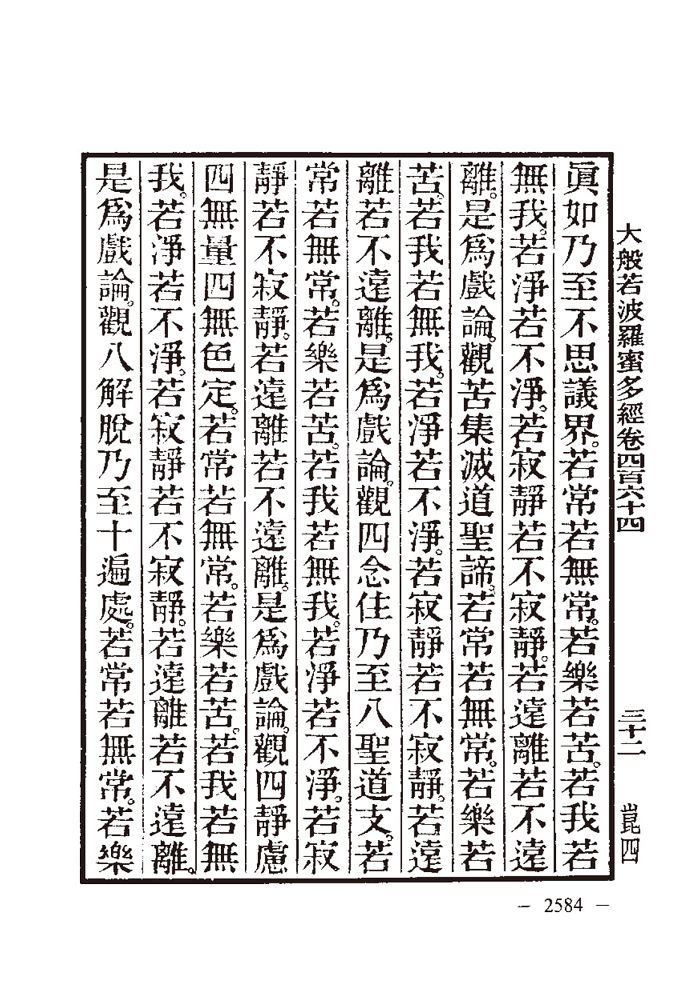 大般若波羅蜜多經卷四百六十四 三十二 崑四
眞如乃至不思議界。若常若無常。若樂若苦。若我若
無我。若淨若不淨。若寂靜若不寂靜。若遠離若不遠
離。是爲戲論。觀苦集滅道聖諦。若常若無常。若樂若
苦。若我若無我。若淨若不淨。若寂靜若不寂靜。若遠
離若不遠離。是爲戲論。觀四念住乃至八聖道支。若
常若無常。若樂若苦。若我若無我。若淨若不淨。若寂
靜若不寂靜。若遠離若不遠離。是爲戲論。觀四靜慮
四無量四無色定。若常若無常。若樂若苦。若我若無
我。若淨若不淨。若寂靜若不寂靜。若遠離若不遠離。
是爲戲論。觀八解脫乃至十遍處。若常若無常。若樂
— 2584 —